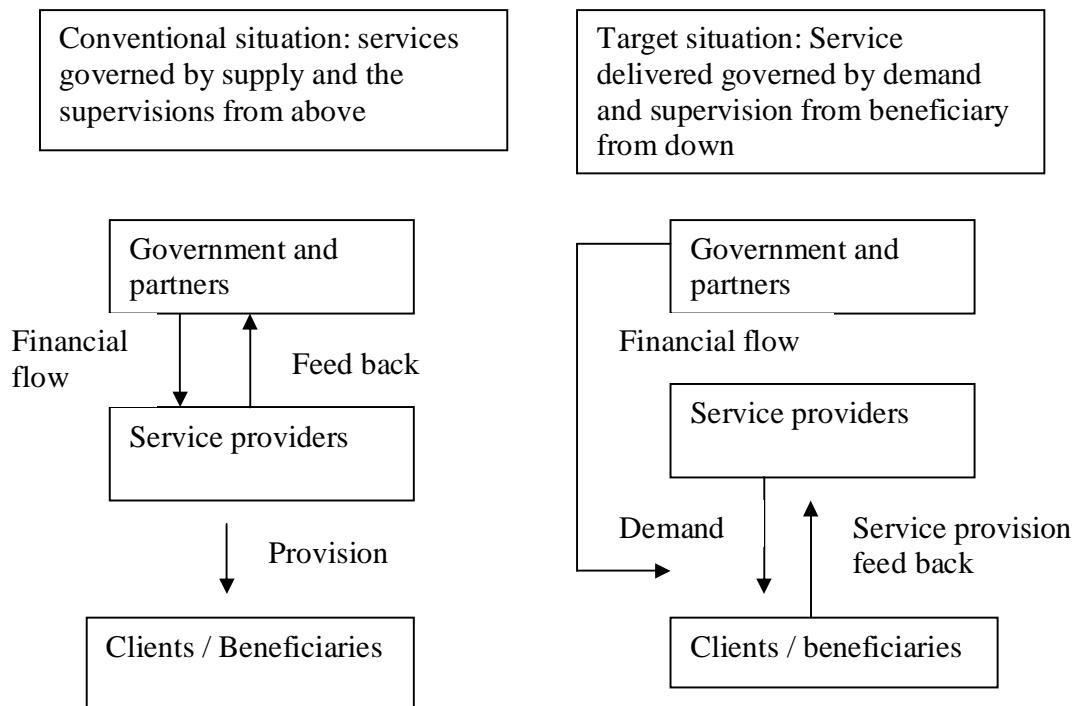 Conventional situation: services
governed by supply and the
supervisions from above
Target situation: Service
delivered governed by demand
and supervision from beneficiary
from down
Government and
partners
Financial
flow
Feed back
Service providers
Provision
Clients / Beneficiaries
Government and
partners
Financial flow
Service providers
Demand
Service provision
feed back
Clients / beneficiaries